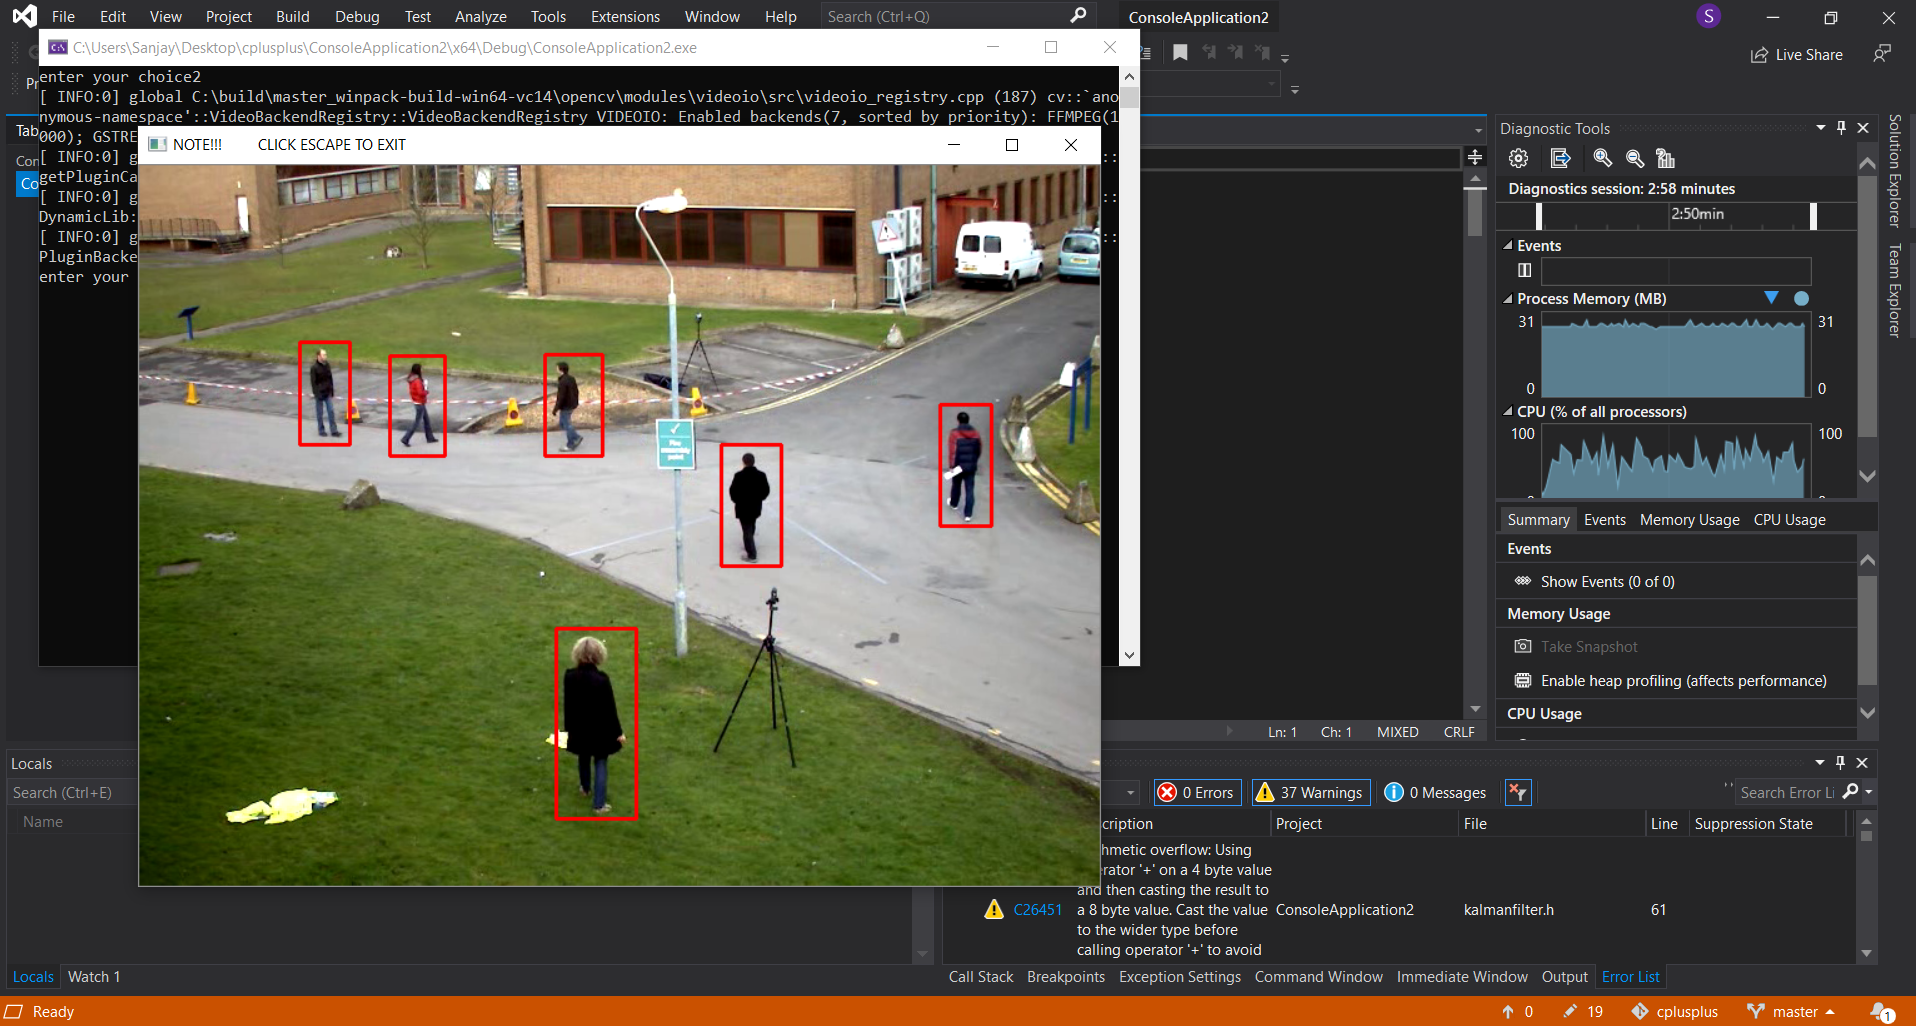 File Edit View Project Build Debug Test Analyze Tools Extensions Window Help Search (Ctrl+Q) ConsoleApplication2 S
C:\Users\Sanjay\Desktop\cplusplus\ConsoleApplication2\x64\Debug\ConsoleApplication2.exe
Live Share
enter your choice2
[ INFO:0] global C:\build\master_winpack-build-win64-vc14\opencv\modules\videoio\src\videoio_registry.cpp (187) cv::`ano
nymous-namespace'::VideoBackendRegistry::VideoBackendRegistry VIDEOIO: Enabled backends(7, sorted by priority): FFMPEG(1
000); GSTRE
[ INFO:0] g
getPluginCa
[ INFO:0] g
DynamicLib:
[ INFO:0] g
PluginBacke
enter your
NOTE!!! CLICK ESCAPE TO EXIT
Fire
assembly
point
Diagnostic Tools
Diagnostics session: 2:58 minutes
2:50min
Events
Process Memory (MB)
31 31
0 0
CPU (% of all processors)
100 100
Summary Events Memory Usage CPU Usage
Events
Show Events (0 of 0)
Memory Usage
Take Snapshot
Enable heap profiling (affects performance)
CPU Usage
Solution Explorer
Team Explorer
Ln: 1 Ch: 1 MIXED CRLF
Locals
Search (Ctrl+E)
Name
Locals Watch 1
0 Errors 37 Warnings 0 Messages Search Error Li
cription Project File Line Suppression State
hmetic overflow: Using
erator '+' on a 4 byte value
and then casting the result to
C26451 a 8 byte value. Cast the value ConsoleApplication2 kalmanfilter.h 61
to the wider type before
calling operator '+' to avoid
Call Stack Breakpoints Exception Settings Command Window Immediate Window Output Error List
Ready 0 19 cplusplus master 1